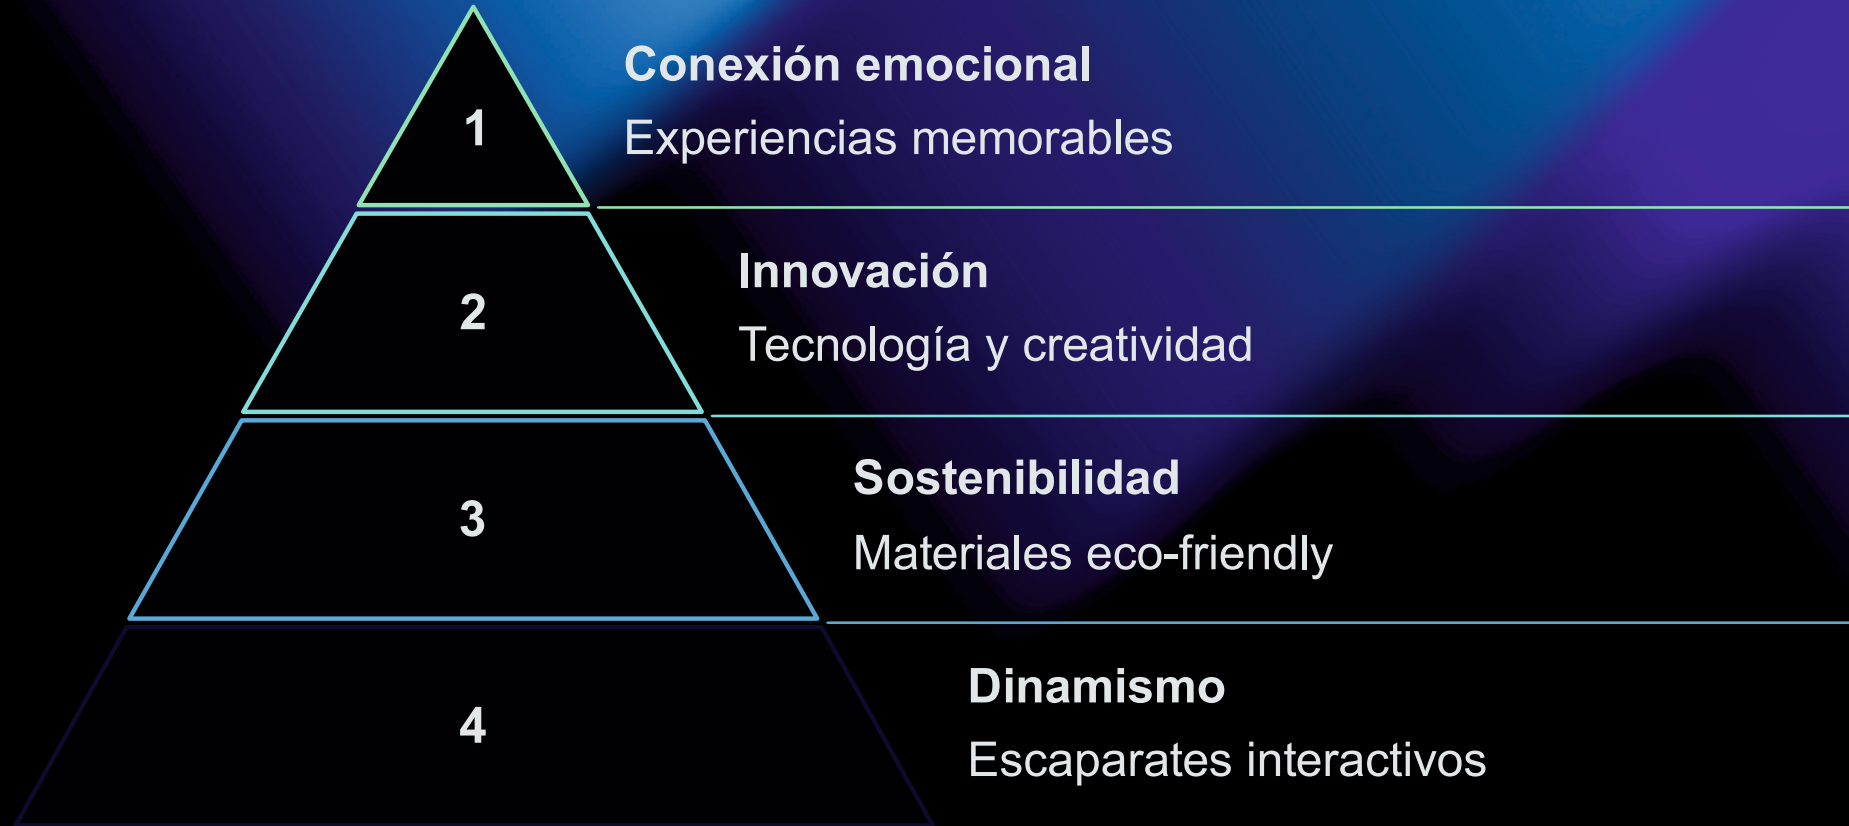 1
Conexión emocional
Experiencias memorables
2
Innovación
Tecnología y creatividad
3
Sostenibilidad
Materiales eco-friendly
4
Dinamismo
Escaparates interactivos